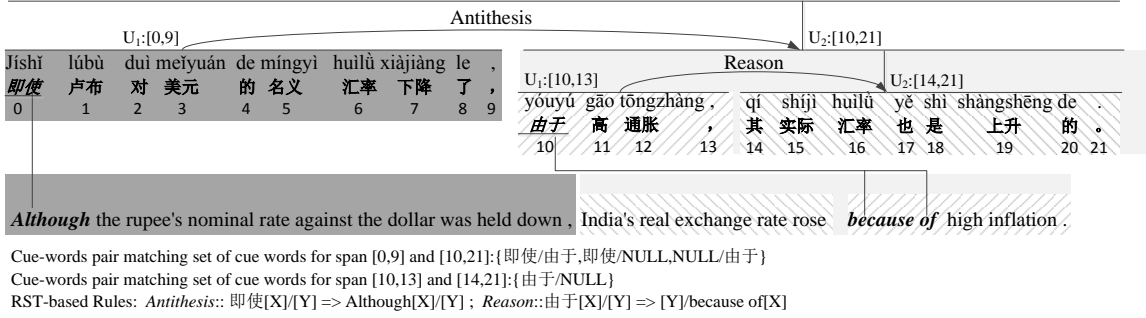 Antithesis
U1:[0,9]
U2:[10,21]
Jíshǐ lúbù duì meǐyuán de míngyì huìlǜ xiàjiàng le ,
即使 卢布 对 美元 的 名义 汇率 下降 了 ，
0 1 2 3 4 5 6 7 8 9
Reason
U1:[10,13]
U2:[14,21]
yóuyú gāo tōngzhàng , qí shíjì huìlǜ yě shì shàngshēng de .
由于 高 通胀 ， 其 实际 汇率 也 是 上升 的 。
10 11 12 13 14 15 16 17 18 19 20 21
Although the rupee's nominal rate against the dollar was held down , India's real exchange rate rose because of high inflation .
Cue-words pair matching set of cue words for span [0,9] and [10,21]:{即使/由于,即使/NULL,NULL/由于}
Cue-words pair matching set of cue words for span [10,13] and [14,21]:{由于/NULL}
RST-based Rules: Antithesis:: 即使[X]/[Y] => Although[X]/[Y] ; Reason::由于[X]/[Y] => [Y]/because of[X]